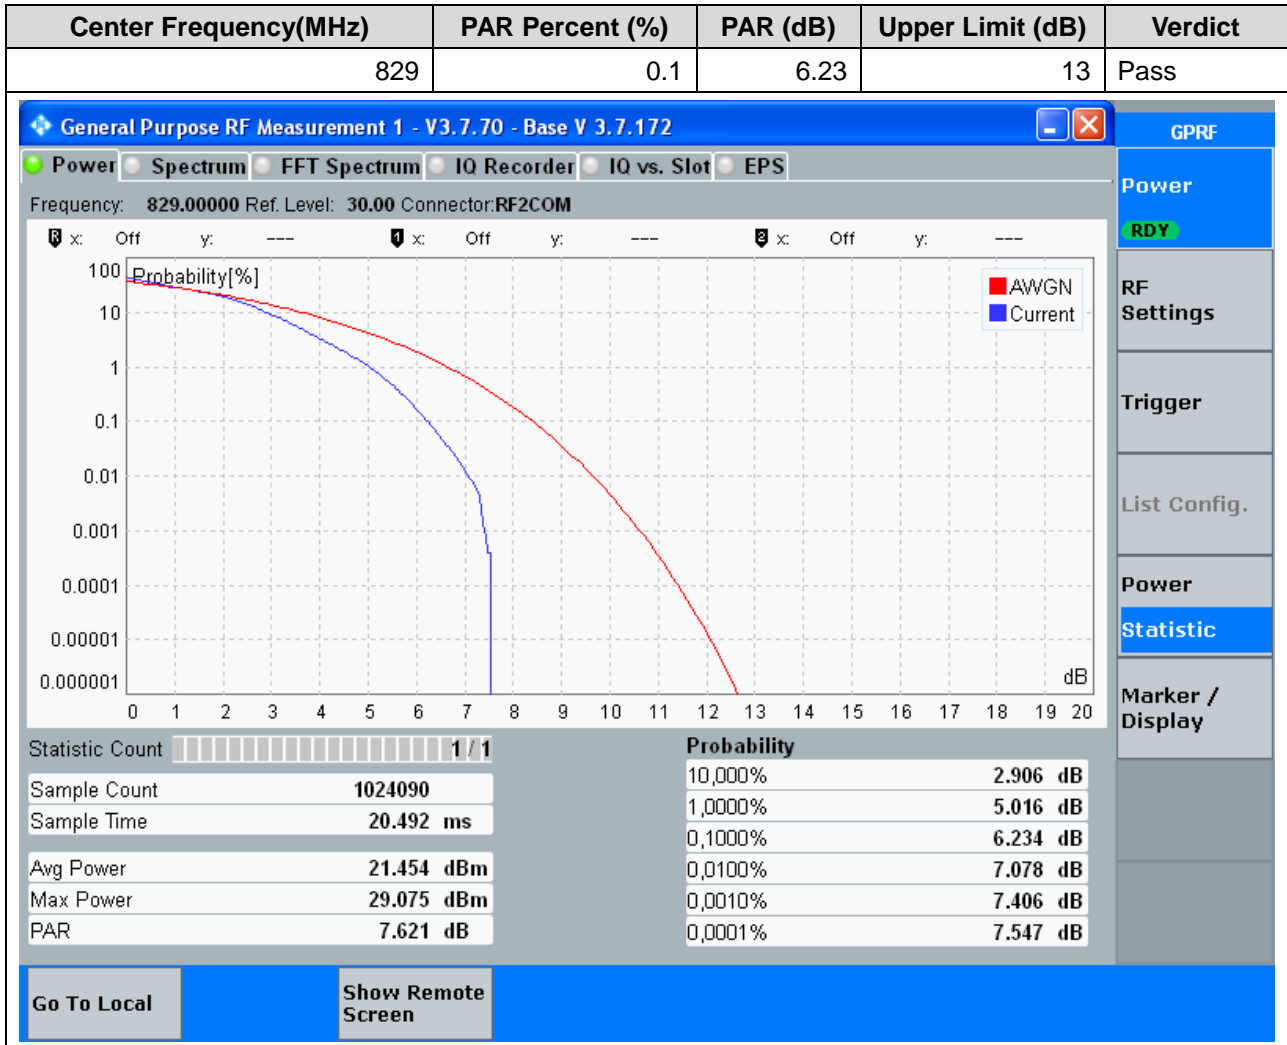 Center Frequency(MHz) PAR Percent (%) PAR (dB) Upper Limit (dB) Verdict
829 0.1 6.23 13 Pass
General Purpose RF Measurement 1 - V3.7.70 - Base V 3.7.172
GPRF
Power Spectrum FFT Spectrum IQ Recorder IQ vs. Slot EPS
Frequency: 829.00000 Ref. Level: 30.00 Connector:RF2COM
R x: Off y: --- 1 x: Off y: --- 2 x: Off y: ---
Probability[%]
AWGN
Current
100
10
1
0.1
0.01
0.001
0.0001
0.00001
0.000001
dB
0 1 2 3 4 5 6 7 8 9 10 11 12 13 14 15 16 17 18 19 20
Statistic Count 1 / 1
Sample Count 1024090
Sample Time 20.492 ms
Avg Power 21.454 dBm
Max Power 29.075 dBm
PAR 7.621 dB
Probability
10,000% 2.906 dB
1,0000% 5.016 dB
0,1000% 6.234 dB
0,0100% 7.078 dB
0,0010% 7.406 dB
0,0001% 7.547 dB
Power
RDY
RF
Settings
Trigger
List Config.
Power
Statistic
Marker /
Display
Go To Local
Show Remote
Screen